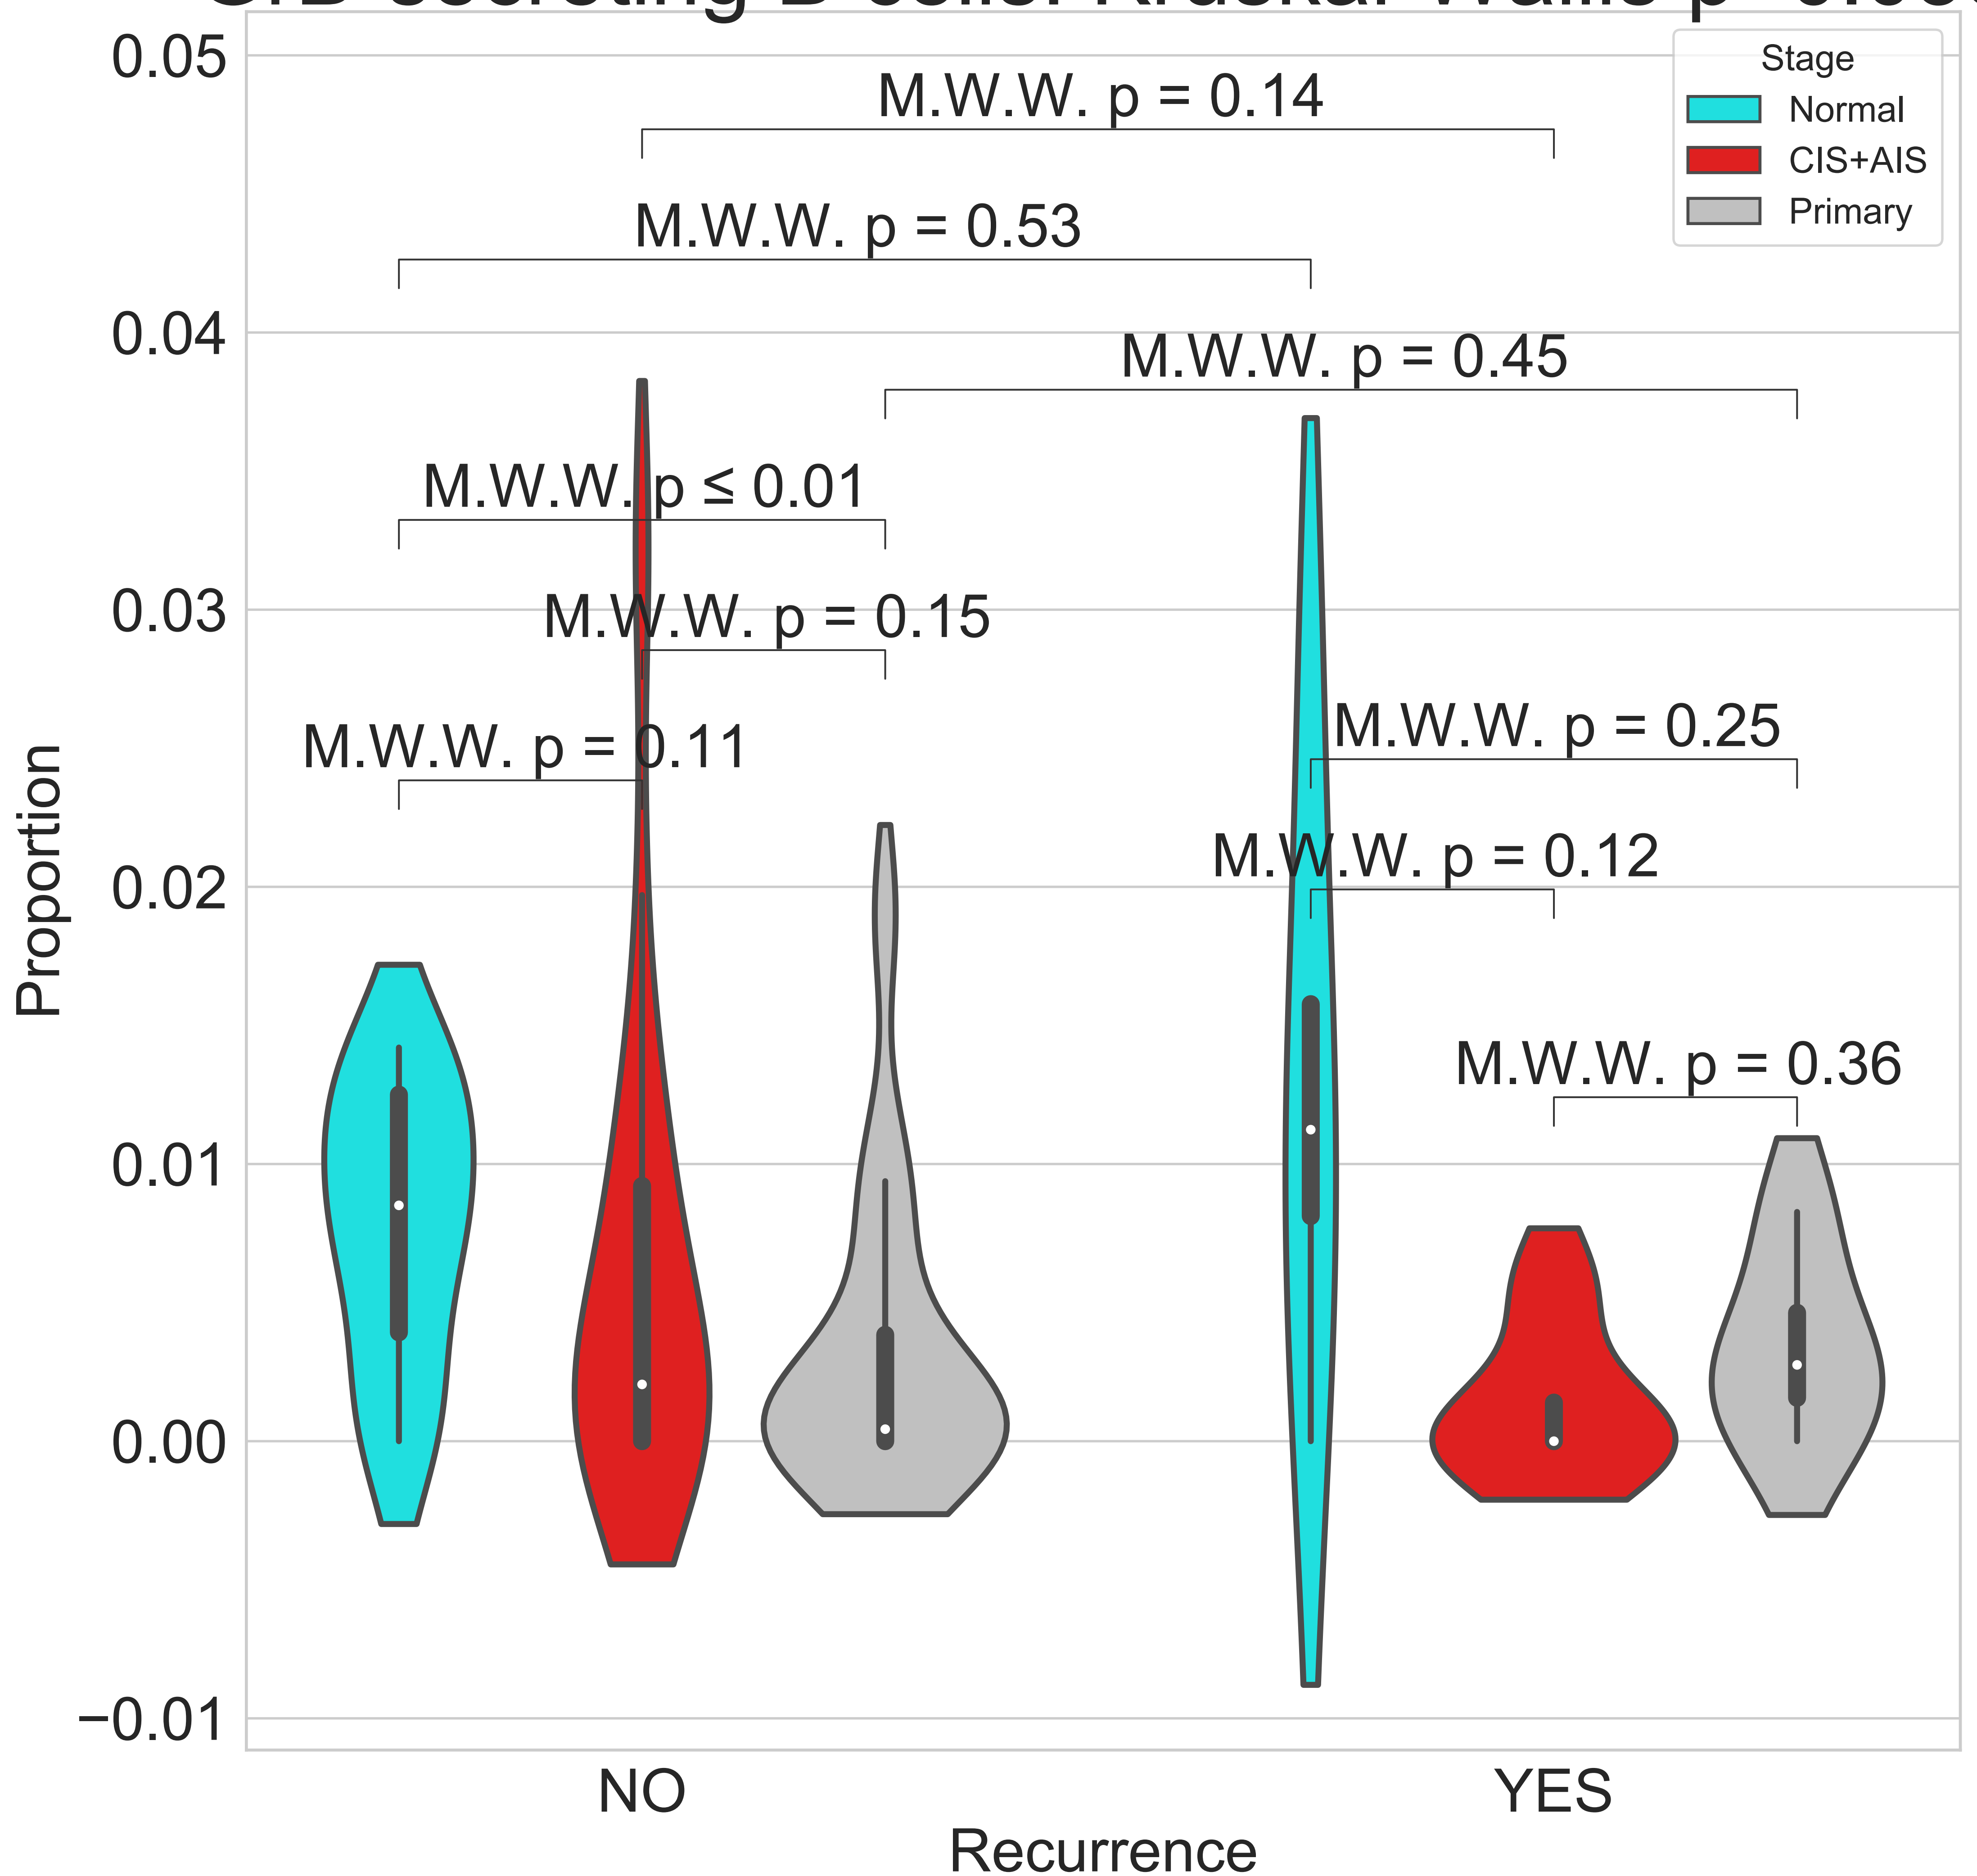 0.05
0.04
0.03
0.02
0.01
0.00
−0.01
Proportion
Stage
Normal
CIS+AIS
Primary
M.W.W. p = 0.14
M.W.W. p = 0.53
M.W.W. p = 0.45
M.W.W. p ≤ 0.01
M.W.W. p = 0.15
M.W.W. p = 0.11
M.W.W. p = 0.25
M.W.W. p = 0.12
M.W.W. p = 0.36
NO
YES
Recurrence